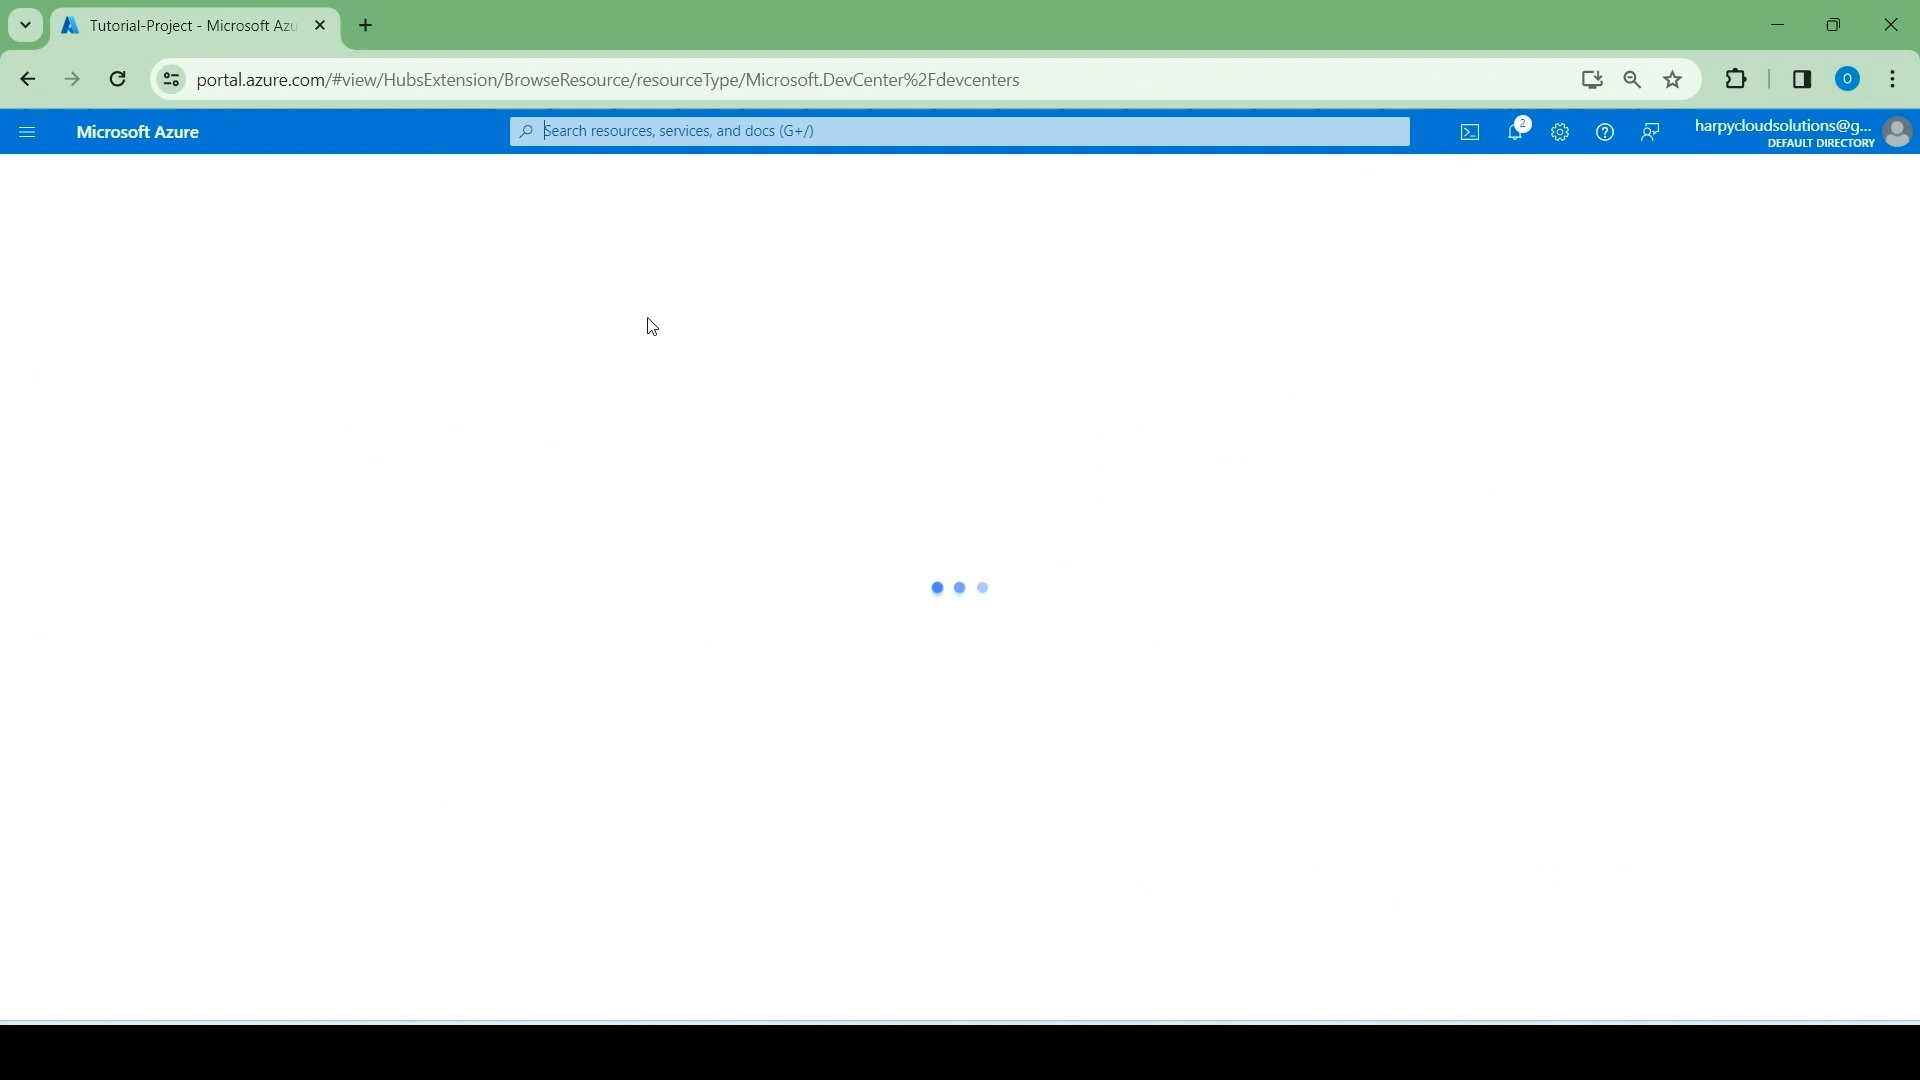 Tutorial-Project - Microsoft Azu
portal.azure.com/#view/HubsExtension/BrowseResource/resourceType/Microsoft.DevCenter%2Fdevcenters
O
Microsoft Azure
Search resources, services, and docs (G+/)
2
harpycloudsolutions@g...
DEFAULT DIRECTORY